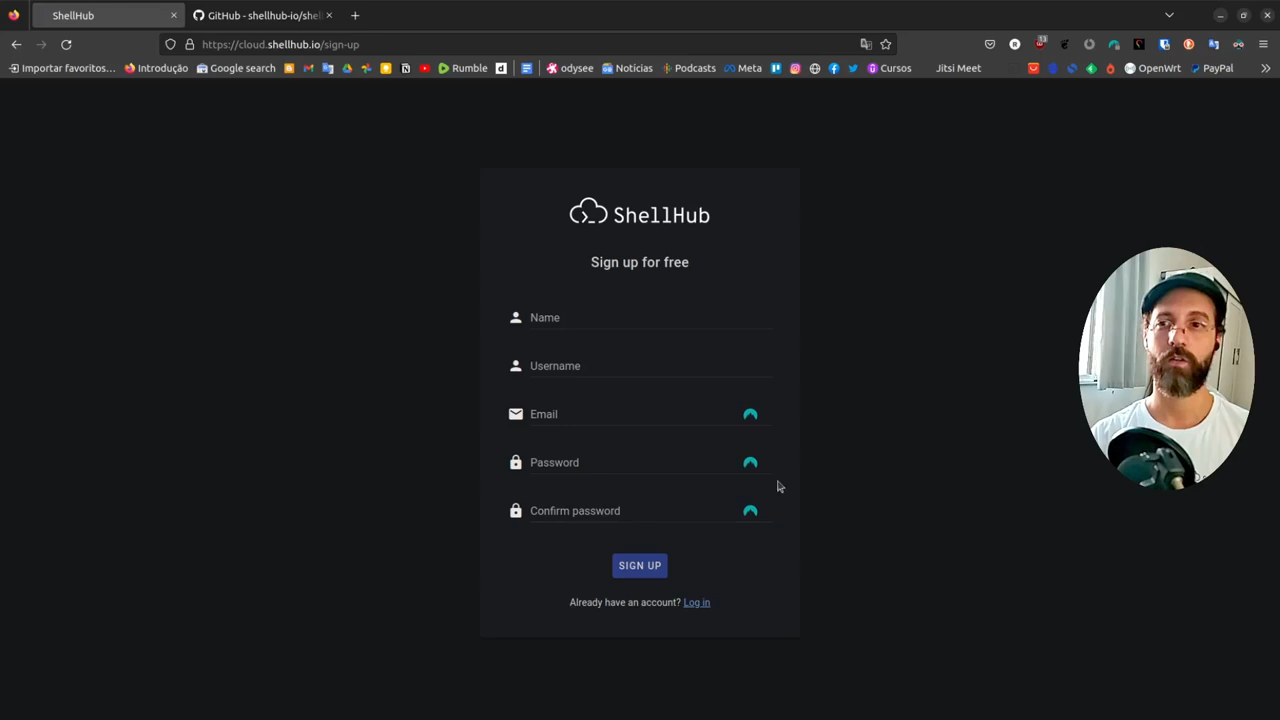 ShellHub
GitHub - shellhub-io/shel
https://cloud.shellhub.io/sign-up
13
Importar favoritos… Introdução Google search Rumble odysee Noticias Podcasts Meta Cursos Jitsi Meet OpenWrt PayPal
ShellHub
Sign up for free
Name
Username
Email
Password
Confirm password
SIGN UP
Already have an account? Log in